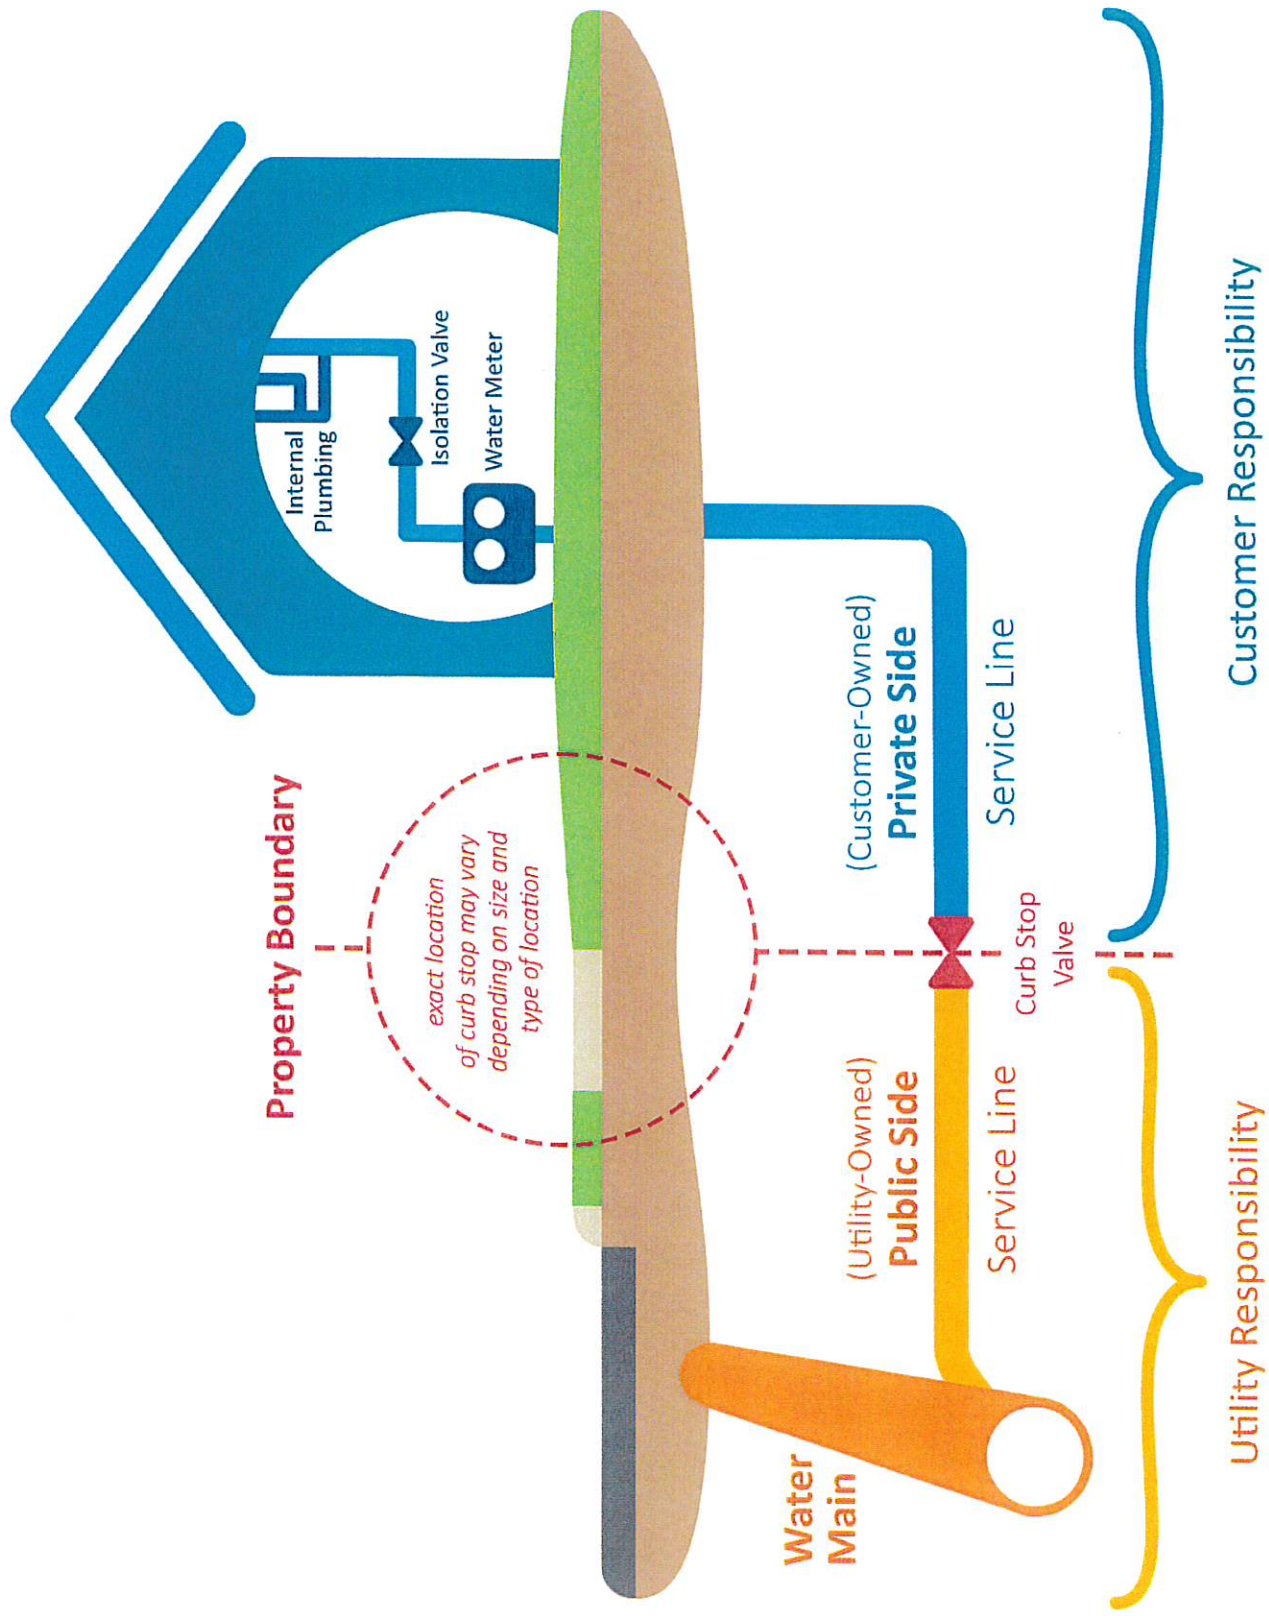 Property Boundary
exact location
of curb stop may vary
depending on size and
type of location
Internal
Plumbing
Isolation Valve
Water Meter
Water
Main
(Utility-Owned)
Public Side
Service Line
(Customer-Owned)
Private Side
Service Line
Curb Stop
Valve
Utility Responsibility
Customer Responsibility